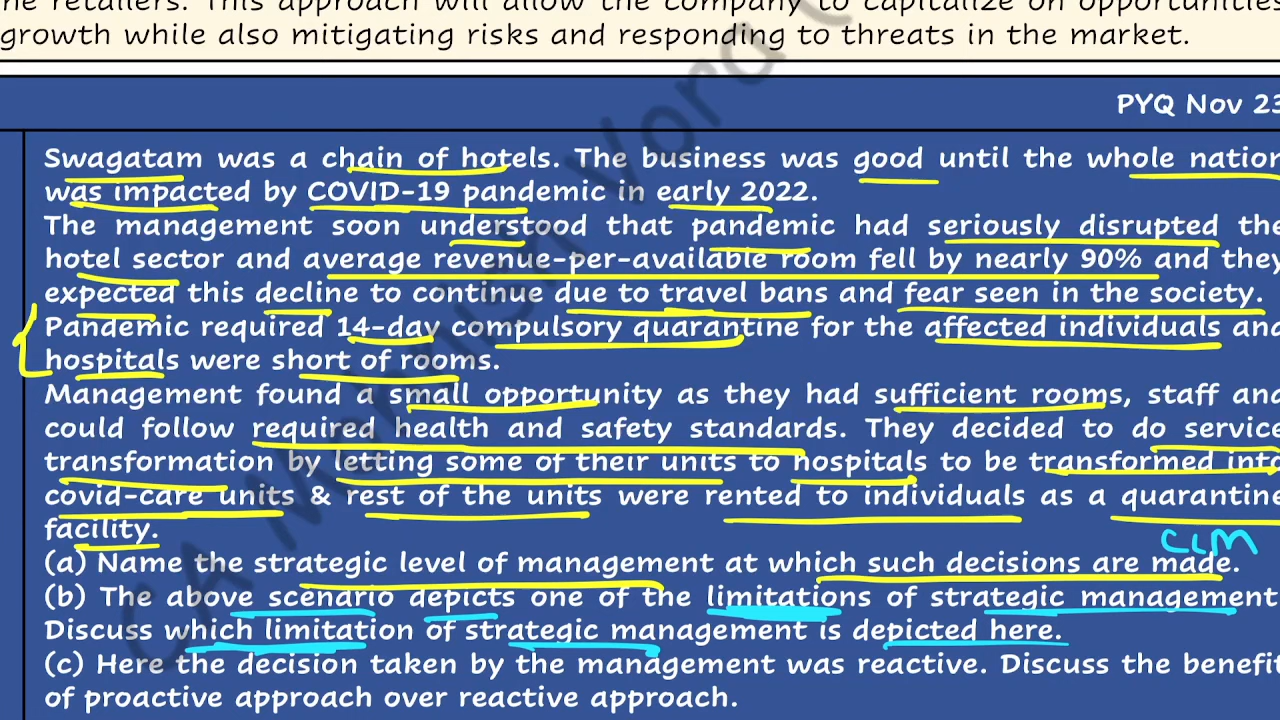 he retailers. This approach will allow the company to capitalize on opportunities
growth while also mitigating risks and responding to threats in the market.
PYQ Nov 23
Swagatam was a chain of hotels. The business was good until the whole nation
was impacted by COVID-19 pandemic in early 2022.
The management soon understood that pandemic had seriously disrupted the
hotel sector and average revenue-per-available room fell by nearly 90% and they
expected this decline to continue due to travel bans and fear seen in the society.
Pandemic required 14-day compulsory quarantine for the affected individuals and
hospitals were short of rooms.
Management found a small opportunity as they had sufficient rooms, staff and
could follow required health and safety standards. They decided to do service
transformation by letting some of their units to hospitals to be transformed into
covid-care units & rest of the units were rented to individuals as a quarantine
facility.
CLM
(a) Name the strategic level of management at which such decisions are made.
(b) The above scenario depicts one of the limitations of strategic management.
Discuss which limitation of strategic management is depicted here.
(c) Here the decision taken by the management was reactive. Discuss the benefit
of proactive approach over reactive approach.
CA Mohnish Vora (